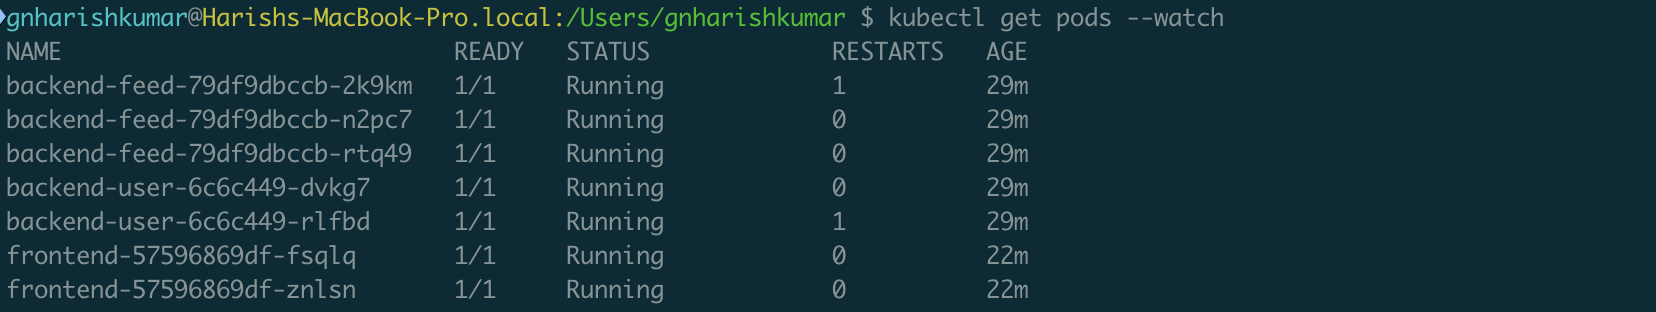 gnharishkumar@Harishs-MacBook-Pro.local:/Users/gnharishkumar $ kubectl get pods --watch
NAME READY STATUS RESTARTS AGE
backend-feed-79df9dbccb-2k9km 1/1 Running 1 29m
backend-feed-79df9dbccb-n2pc7 1/1 Running 0 29m
backend-feed-79df9dbccb-rtq49 1/1 Running 0 29m
backend-user-6c6c449-dvkg7 1/1 Running 0 29m
backend-user-6c6c449-rlfbd 1/1 Running 1 29m
frontend-57596869df-fsqlq 1/1 Running 0 22m
frontend-57596869df-znlsn 1/1 Running 0 22m